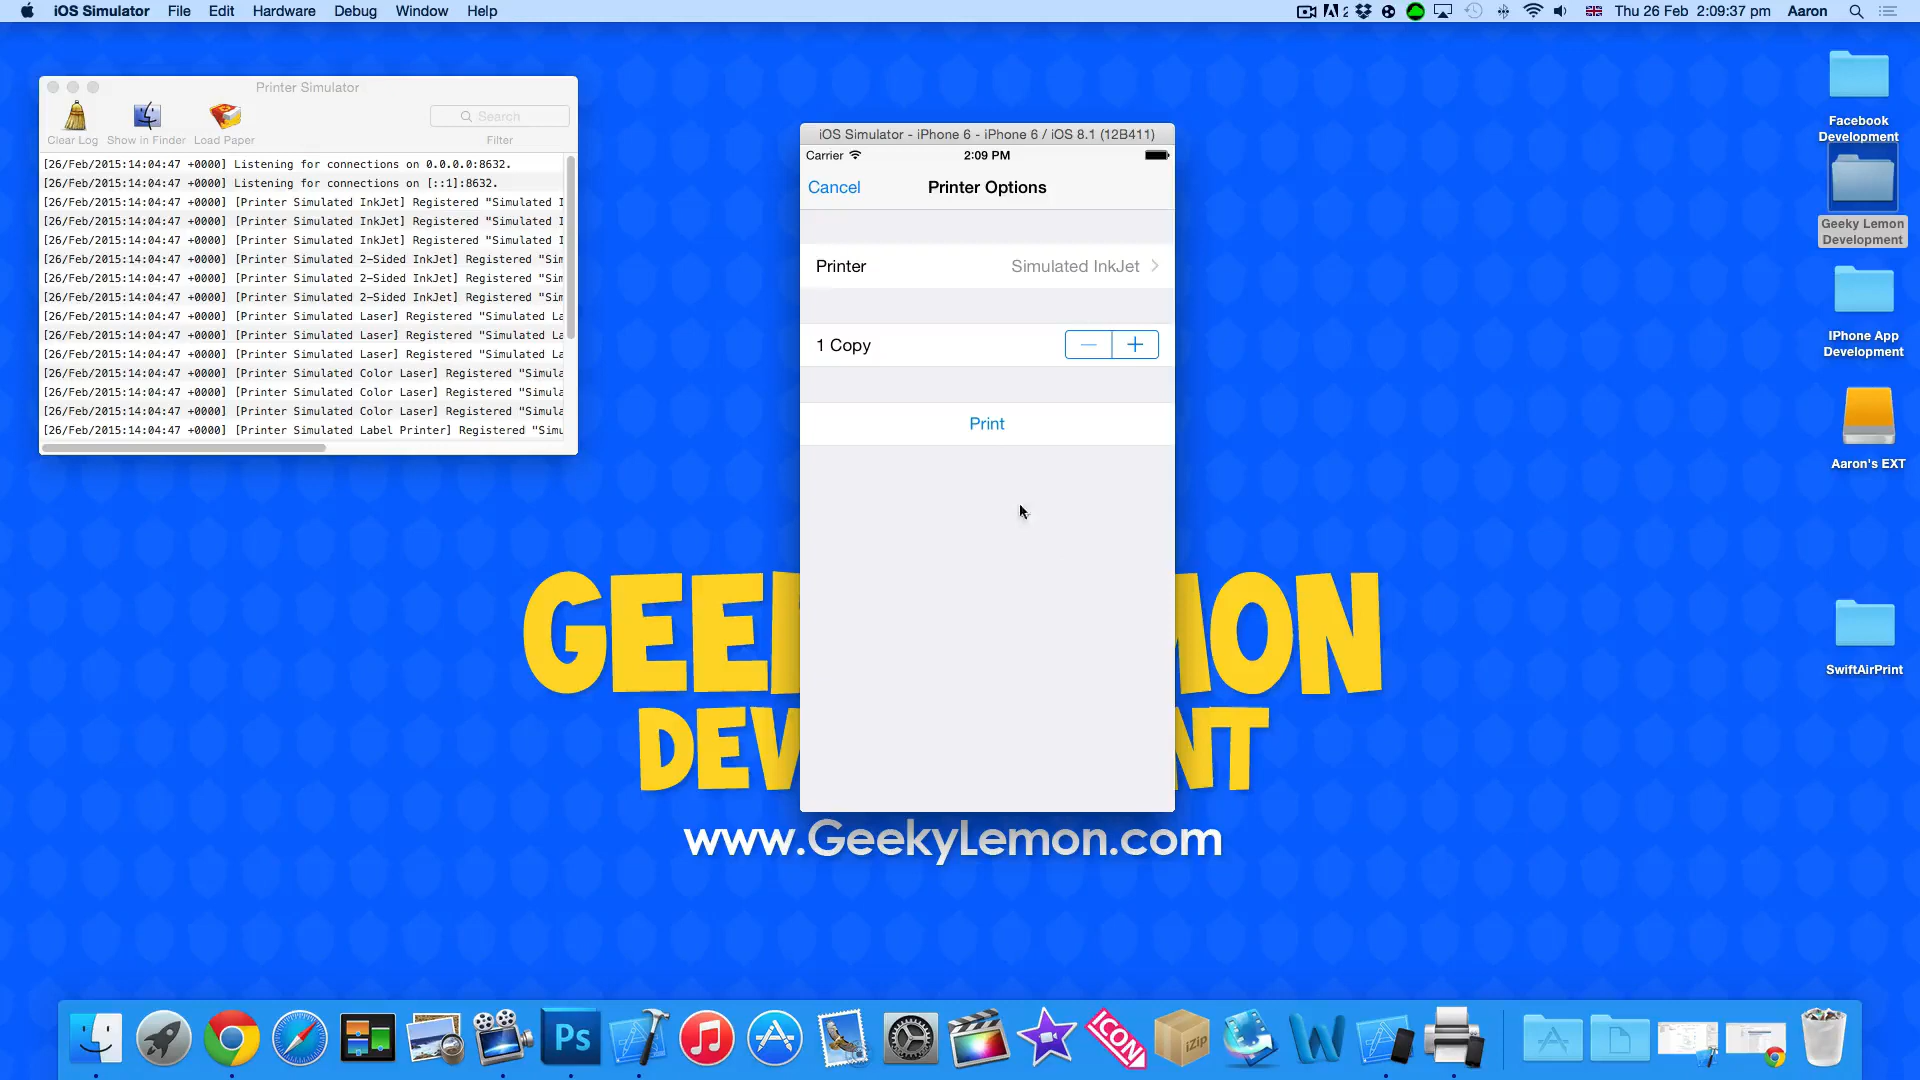 iOS Simulator File Edit Hardware Debug Window Help
2 Thu 26 Feb 2:09:37 pm Aaron
Printer Simulator
Clear Log Show in Finder Load Paper
Search
Filter
[26/Feb/2015:14:04:47 +0000] Listening for connections on 0.0.0.0:8632.
[26/Feb/2015:14:04:47 +0000] Listening for connections on [::1]:8632.
[26/Feb/2015:14:04:47 +0000] [Printer Simulated InkJet] Registered "Simulated I
[26/Feb/2015:14:04:47 +0000] [Printer Simulated InkJet] Registered "Simulated I
[26/Feb/2015:14:04:47 +0000] [Printer Simulated InkJet] Registered "Simulated I
[26/Feb/2015:14:04:47 +0000] [Printer Simulated 2-Sided InkJet] Registered "Sim
[26/Feb/2015:14:04:47 +0000] [Printer Simulated 2-Sided InkJet] Registered "Sim
[26/Feb/2015:14:04:47 +0000] [Printer Simulated 2-Sided InkJet] Registered "Sim
[26/Feb/2015:14:04:47 +0000] [Printer Simulated Laser] Registered "Simulated La
[26/Feb/2015:14:04:47 +0000] [Printer Simulated Laser] Registered "Simulated La
[26/Feb/2015:14:04:47 +0000] [Printer Simulated Laser] Registered "Simulated La
[26/Feb/2015:14:04:47 +0000] [Printer Simulated Color Laser] Registered "Simula
[26/Feb/2015:14:04:47 +0000] [Printer Simulated Color Laser] Registered "Simula
[26/Feb/2015:14:04:47 +0000] [Printer Simulated Color Laser] Registered "Simula
[26/Feb/2015:14:04:47 +0000] [Printer Simulated Label Printer] Registered "Simu
iOS Simulator - iPhone 6 - iPhone 6 / iOS 8.1 (12B411)
Carrier 2:09 PM
Cancel Printer Options
Printer Simulated InkJet
1 Copy
Print
Facebook
Development
Geeky Lemon
Development
IPhone App
Development
Aaron's EXT
SwiftAirPrint
GEE MON
DEV NT
www.GeekyLemon.com
Ps
ICON
iZip
W